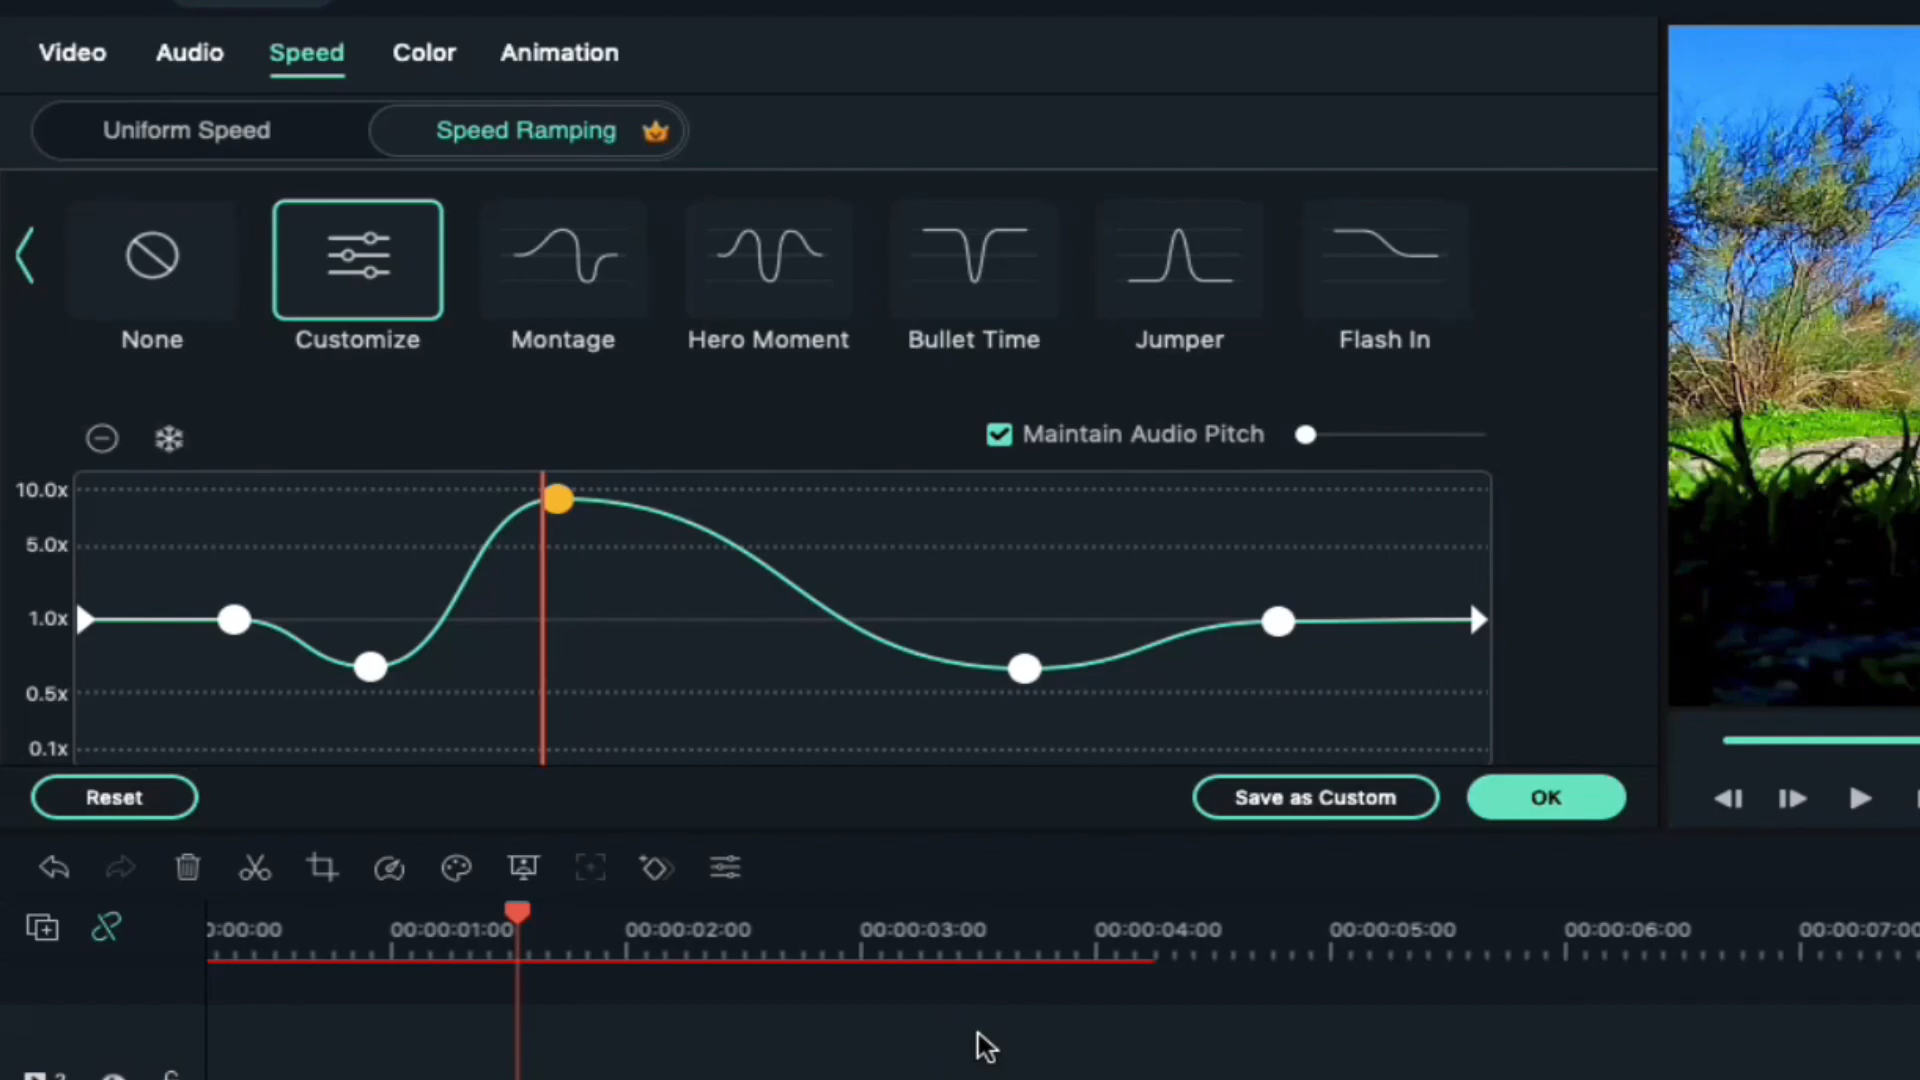 Video Audio Speed Color Animation
Uniform Speed Speed Ramping
None Customize Montage Hero Moment Bullet Time Jumper Flash In
Maintain Audio Pitch
10.0x
5.0x
1.0x
0.5x
0.1x
Reset Save as Custom OK
0:00:00 00:00:01:00 00:00:02:00 00:00:03:00 00:00:04:00 00:00:05:00 00:00:06:00 00:00:07:00